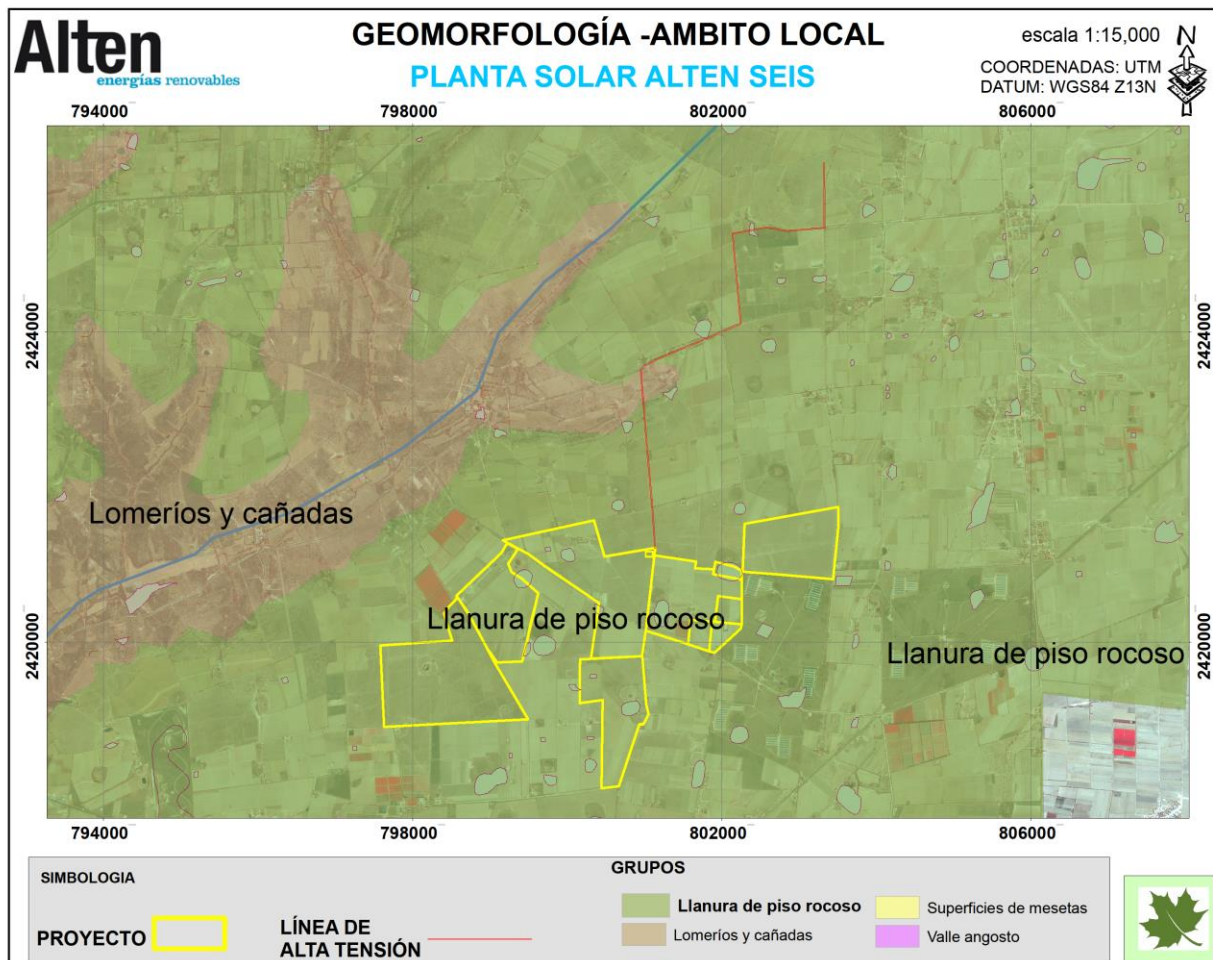 Alten
energías renovables
GEOMORFOLOGÍA -AMBITO LOCAL
PLANTA SOLAR ALTEN SEIS
escala 1:15,000
N
COORDENADAS: UTM
DATUM: WGS84 Z13N
794000
798000
802000
806000
2424000
2424000
Lomeríos y cañadas
Llanura de piso rocoso
Llanura de piso rocoso
2420000
2420000
794000
798000
802000
806000
SIMBOLOGIA
PROYECTO
LÍNEA DE
ALTA TENSIÓN
GRUPOS
Llanura de piso rocoso
Lomeríos y cañadas
Superficies de mesetas
Valle angosto